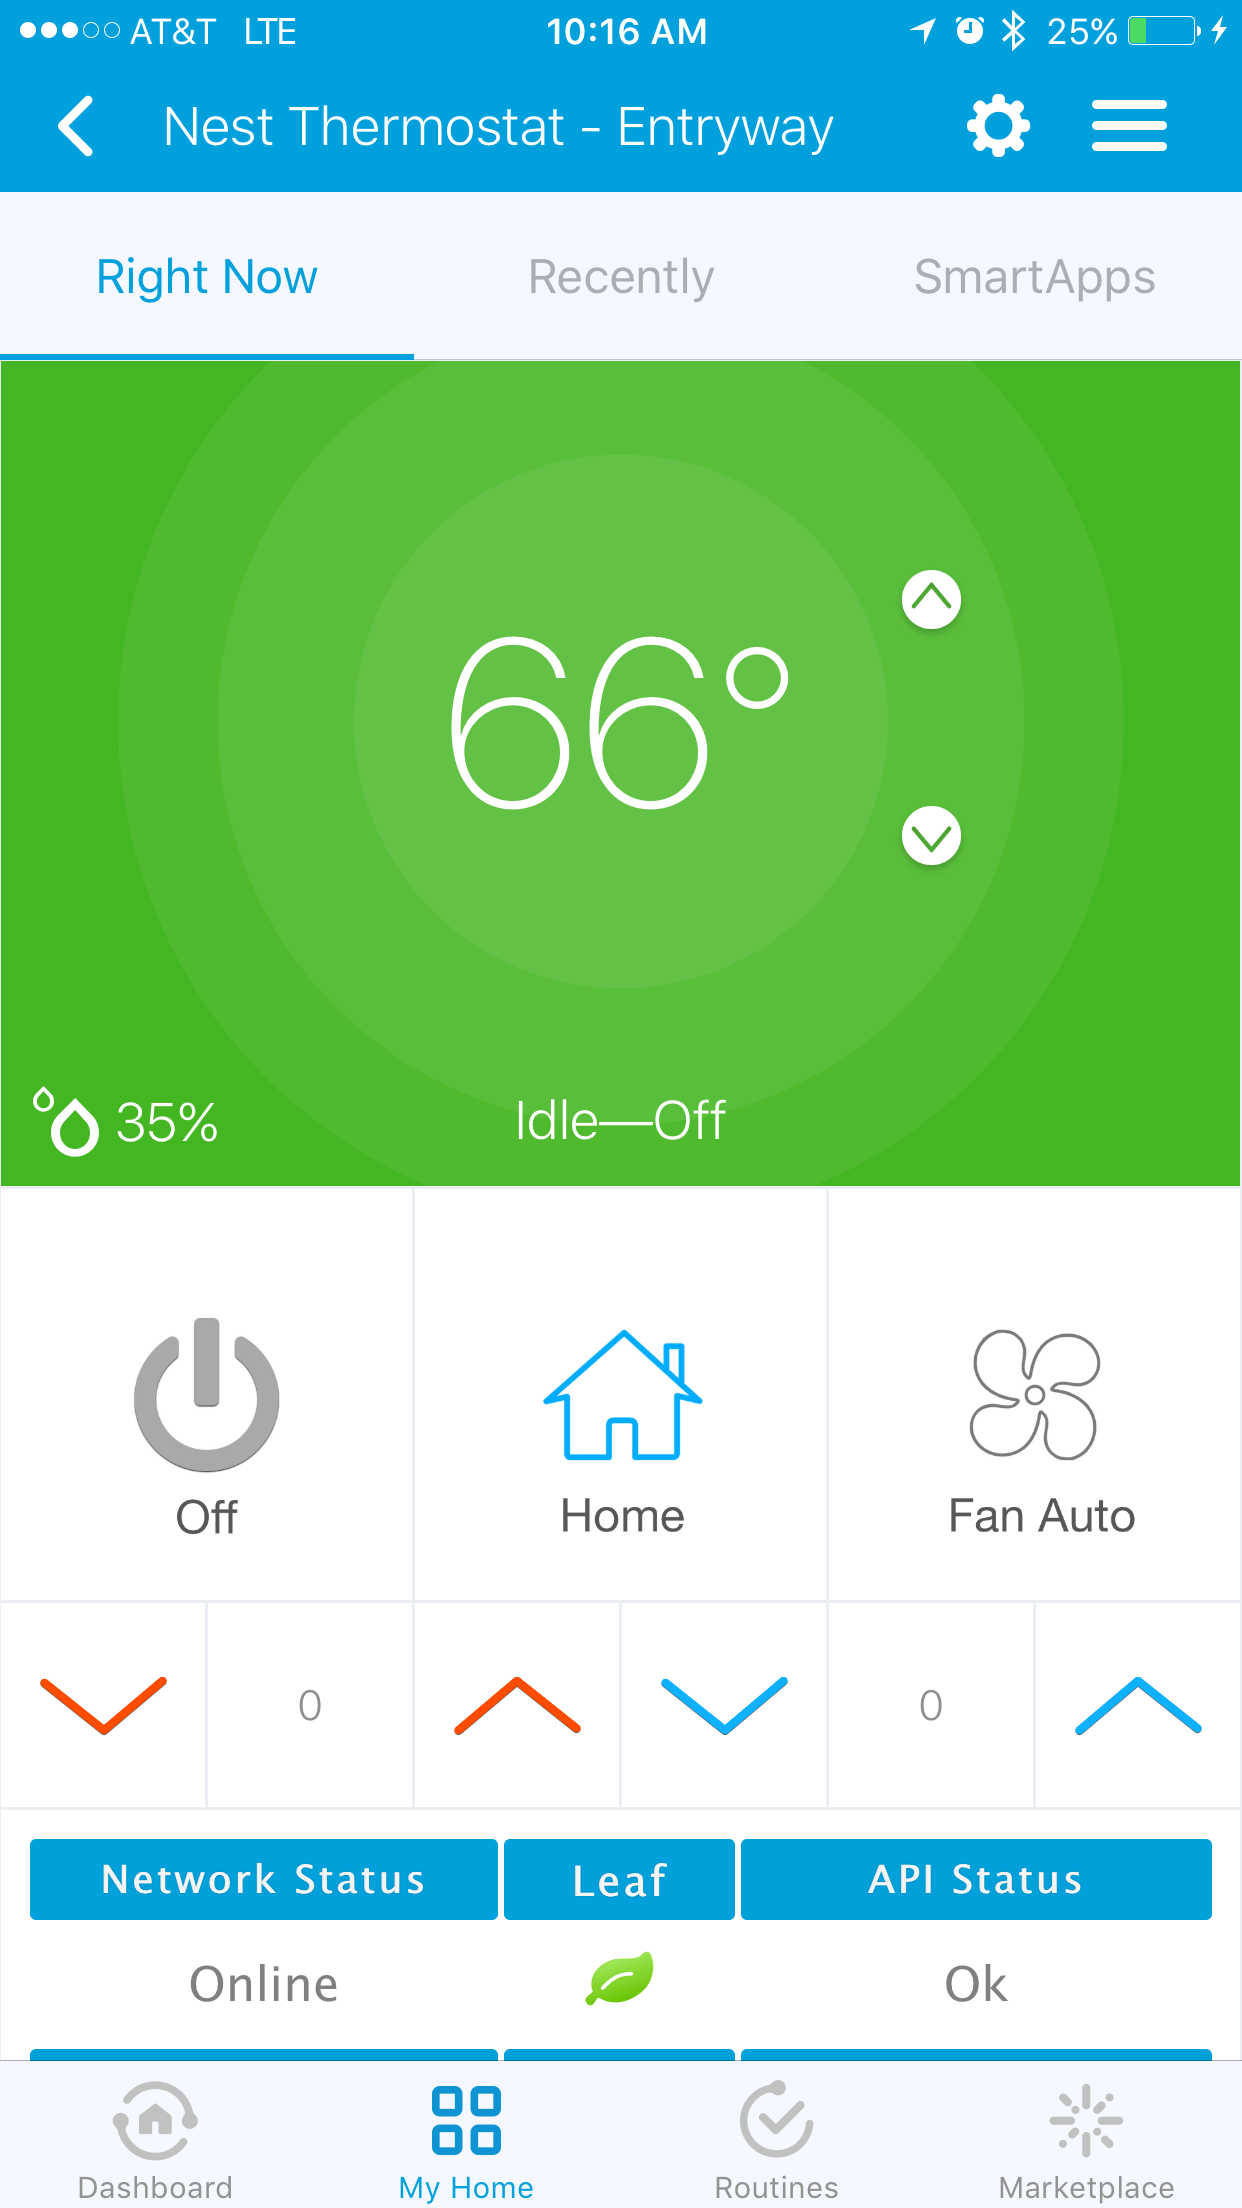 AT&T LTE 10:16 AM 25%
Nest Thermostat - Entryway
Right Now Recently SmartApps
66°
35% Idle—Off
Off Home Fan Auto
0 0
Network Status Leaf API Status
Online Ok
Dashboard My Home Routines Marketplace